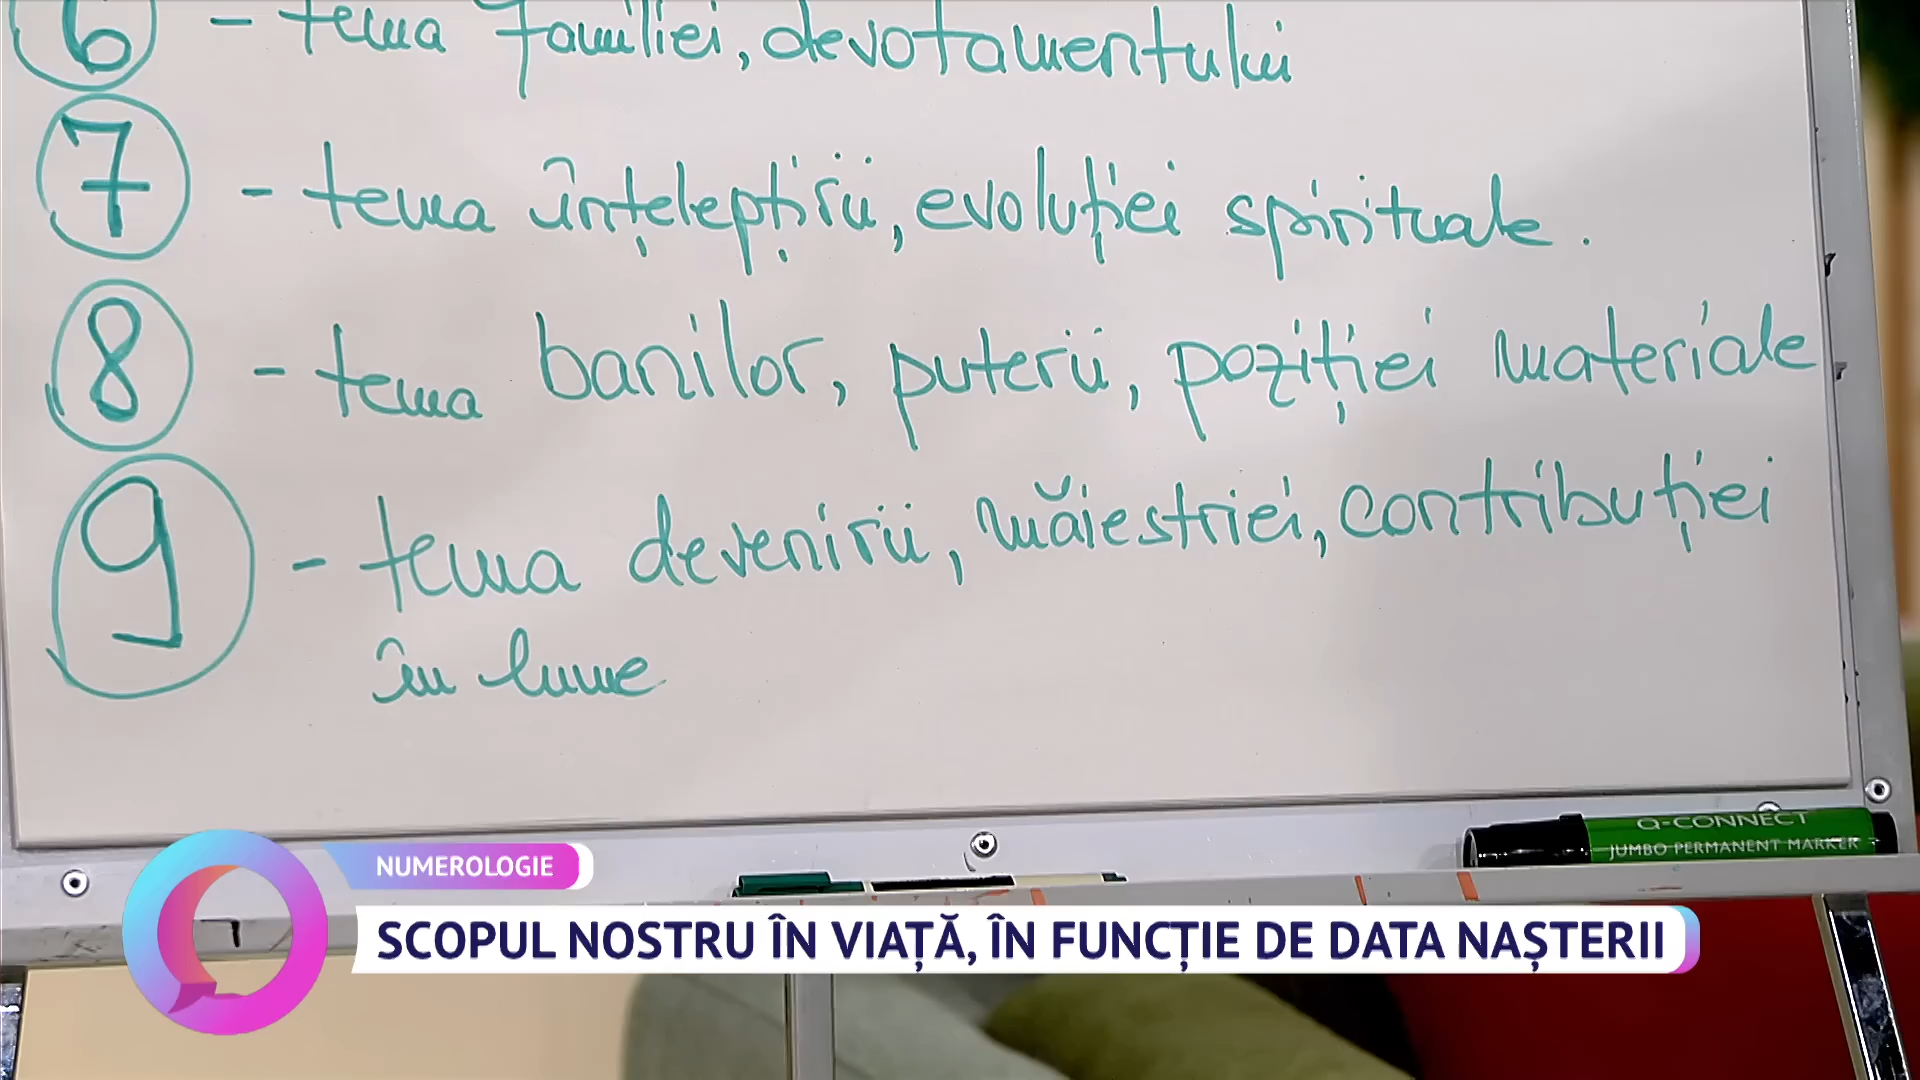 6 - tema familiei, devotamentului
7 - tema înțelepțirii, evoluției spirituale.
8 - tema banilor, puterii, poziției materiale
9 - tema devenirii, măiestriei, contribuției
în lume
Q-CONNECT
JUMBO PERMANENT MARKER
NUMEROLOGIE
SCOPUL NOSTRU ÎN VIAȚĂ, ÎN FUNCȚIE DE DATA NAȘTERII